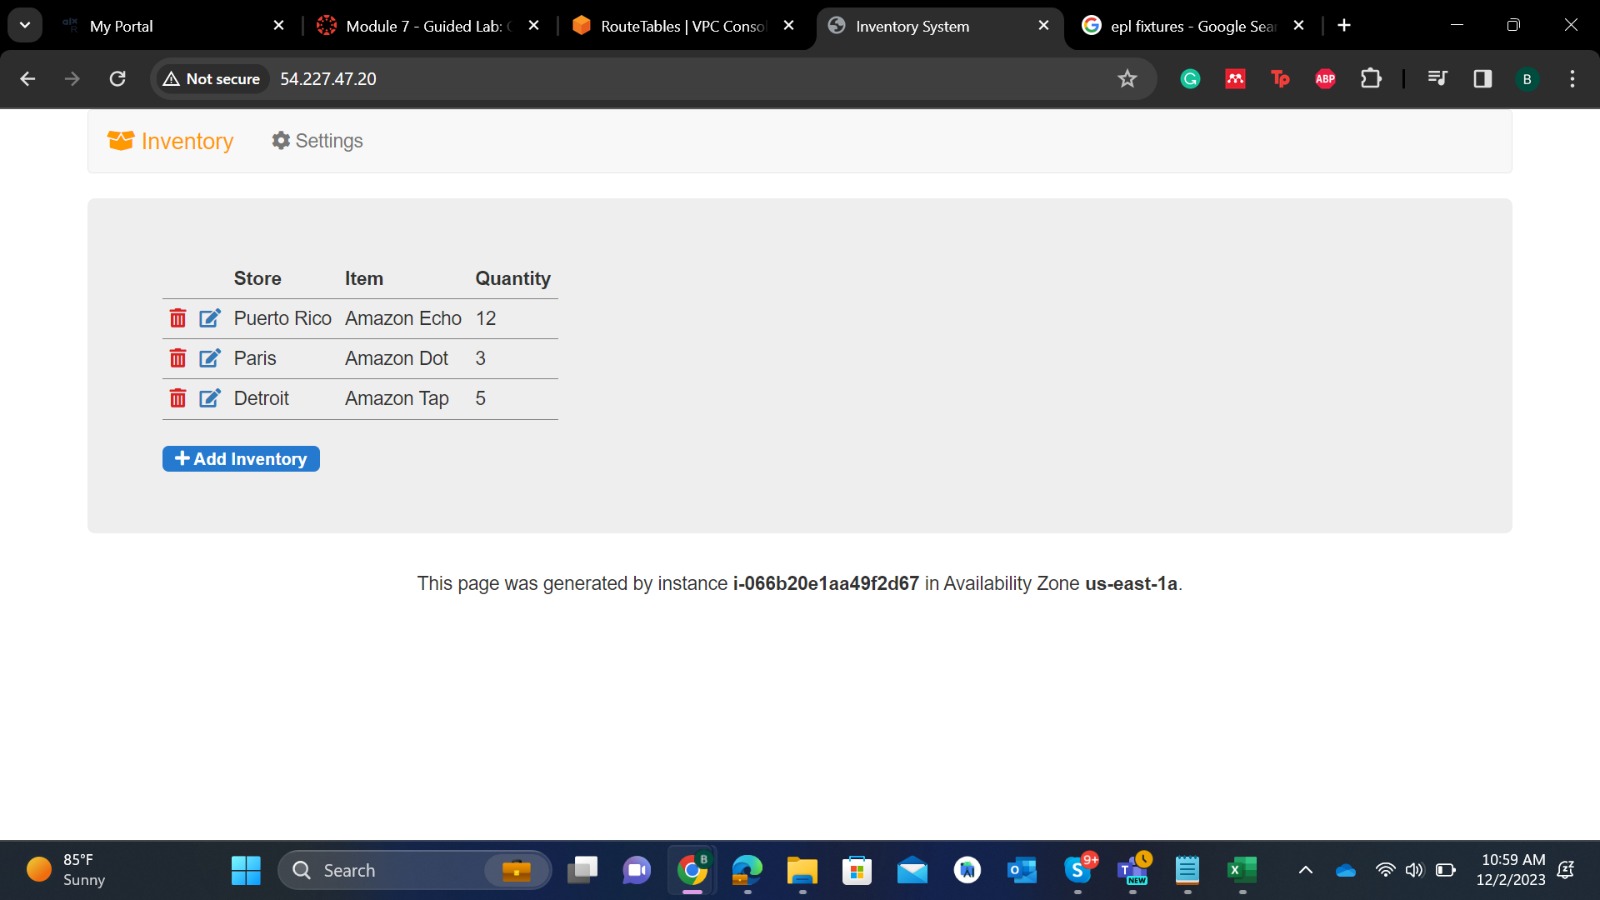 My Portal
Module 7 - Guided Lab:
RouteTables | VPC Consol
Inventory System
epl fixtures - Google Sear
Not secure
54.227.47.20
ABP
B
Inventory
Settings
Store Item Quantity
Puerto Rico Amazon Echo 12
Paris Amazon Dot 3
Detroit Amazon Tap 5
Add Inventory
This page was generated by instance i-066b20e1aa49f2d67 in Availability Zone us-east-1a.
85°F
Sunny
Search
B
9+
NEW
10:59 AM
12/2/2023